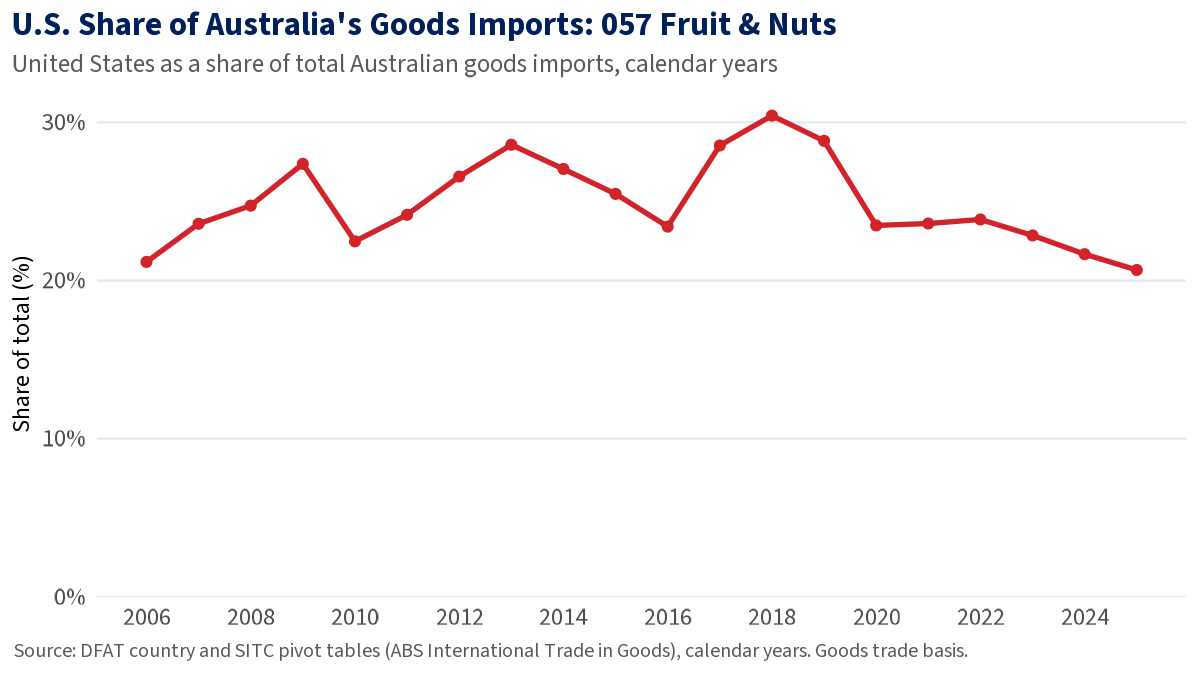 U.S. Share of Australia's Goods Imports: 057 Fruit & Nuts
United States as a share of total Australian goods imports, calendar years
Share of total (%)
30%
20%
10%
0%
2006 2008 2010 2012 2014 2016 2018 2020 2022 2024
Source: DFAT country and SITC pivot tables (ABS International Trade in Goods), calendar years. Goods trade basis.